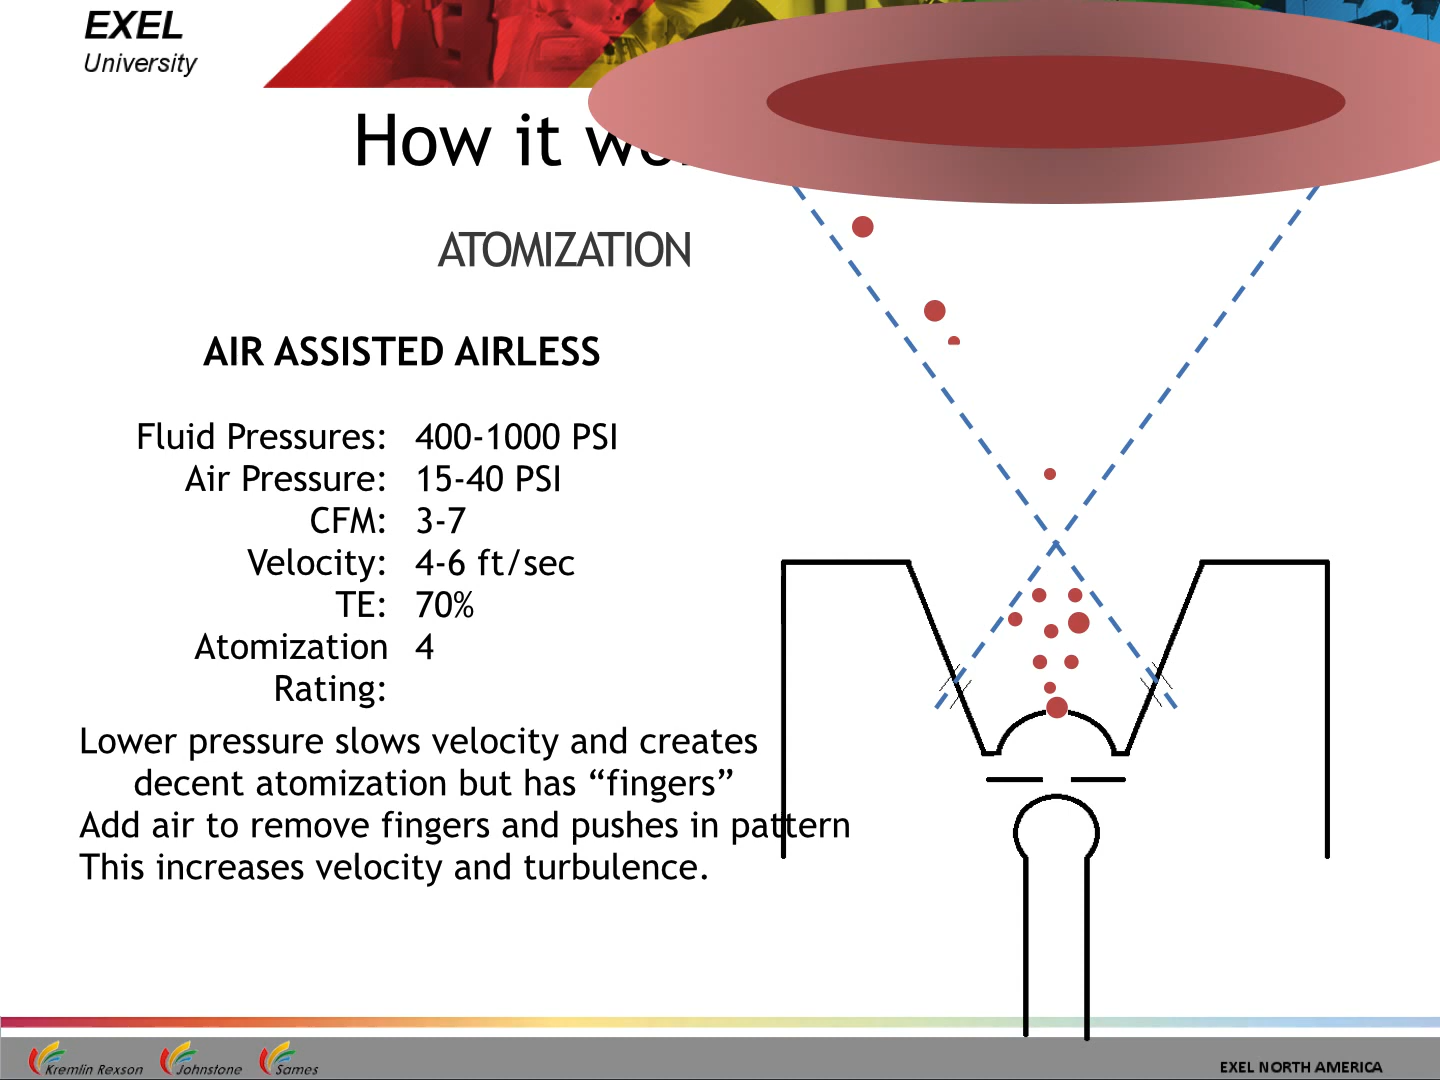 EXEL
University
How it wo
ATOMIZATION
AIR ASSISTED AIRLESS
Fluid Pressures: 400-1000 PSI
Air Pressure: 15-40 PSI
CFM: 3-7
Velocity: 4-6 ft/sec
TE: 70%
Atomization 4
Rating:
Lower pressure slows velocity and creates
decent atomization but has “fingers”
Add air to remove fingers and pushes in pattern
This increases velocity and turbulence.
Kremlin Rexson Johnstone Sames
EXEL NORTH AMERICA